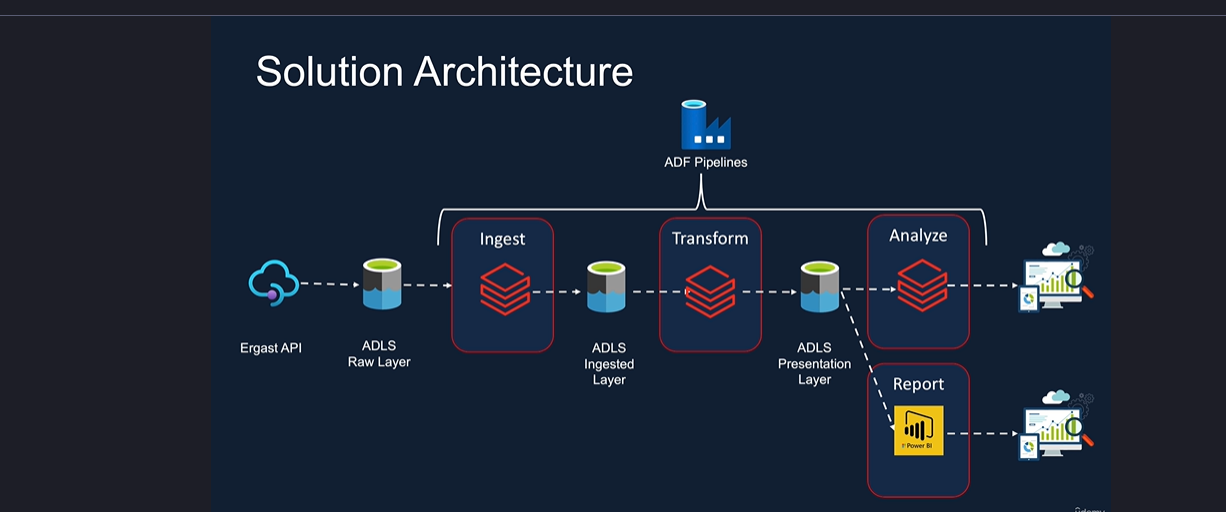 Solution Architecture
ADF Pipelines
Ingest
Transform
Analyze
Ergast API
ADLS
Raw Layer
ADLS
Ingested
Layer
ADLS
Presentation
Layer
Report
Power BI